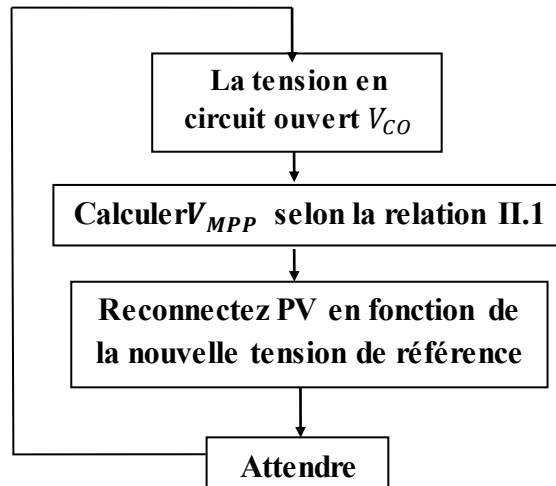 La tension en
circuit ouvert V_CO
CalculerV_MPP selon la relation II.1
Reconnectez PV en fonction de
la nouvelle tension de référence
Attendre